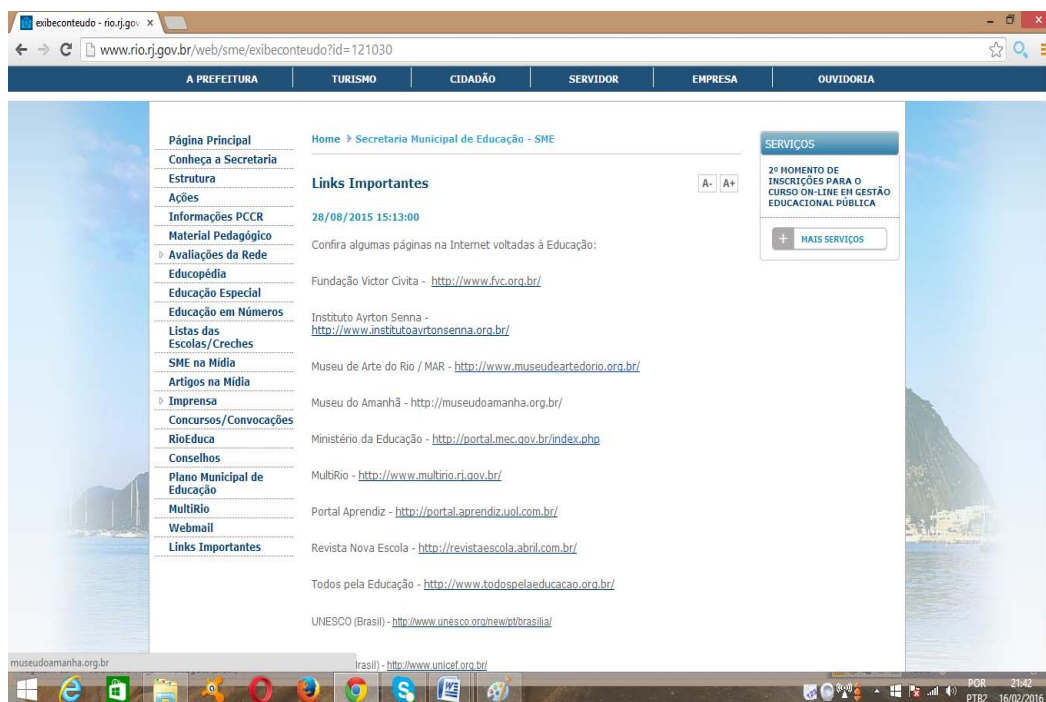 exibeconteudo - rio.rj.gov
www.rio.rj.gov.br/web/sme/exibeconteudo?id=121030
A PREFEITURA TURISMO CIDADÃO SERVIDOR EMPRESA OUVIDORIA
Página Principal
Conheça a Secretaria
Estrutura
Ações
Informações PCCR
Material Pedagógico
Avaliações da Rede
Educopédia
Educação Especial
Educação em Números
Listas das
Escolas/Creches
SME na Mídia
Artigos na Mídia
Imprensa
Concursos/Convocações
RioEduca
Conselhos
Plano Municipal de
Educação
MultiRio
Webmail
Links Importantes
Home Secretaria Municipal de Educação - SME
Links Importantes A- A+
28/08/2015 15:13:00
Confira algumas páginas na Internet voltadas à Educação:
Fundação Victor Civita - http://www.fvc.org.br/
Instituto Ayrton Senna -
http://www.institutoayrtonsenna.org.br/
Museu de Arte do Rio / MAR - http://www.museudeartedorio.org.br/
Museu do Amanhã - http://museudoamanha.org.br/
Ministério da Educação - http://portal.mec.gov.br/index.php
MultiRio - http://www.multirio.rj.gov.br/
Portal Aprendiz - http://portal.aprendiz.uol.com.br/
Revista Nova Escola - http://revistaescola.abril.com.br/
Todos pela Educação - http://www.todospelaeducacao.org.br/
UNESCO (Brasil) - http://www.unesco.org/new/pt/brasilia/
rasil) - http://www.unicef.org.br/
SERVIÇOS
2º MOMENTO DE
INSCRIÇÕES PARA O
CURSO ON-LINE EM GESTÃO
EDUCACIONAL PÚBLICA
+ MAIS SERVIÇOS
museudoamanha.org.br
POR 21:42
PTB2 16/02/2016